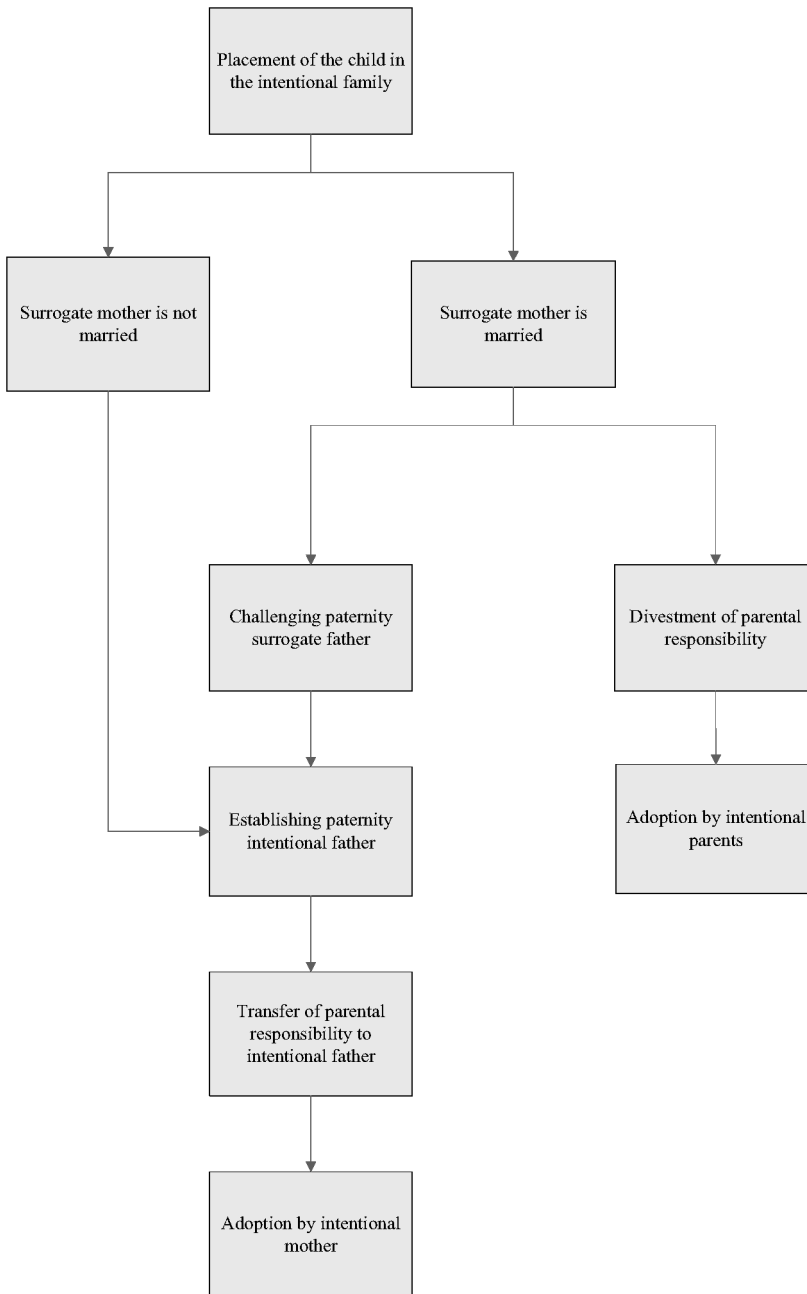 Placement of the child in
the intentional family
Surrogate mother is not
married
Surrogate mother is
married
Challenging paternity
surrogate father
Divestment of parental
responsibility
Establishing paternity
intentional father
Adoption by intentional
parents
Transfer of parental
responsibility to
intentional father
Adoption by intentional
mother